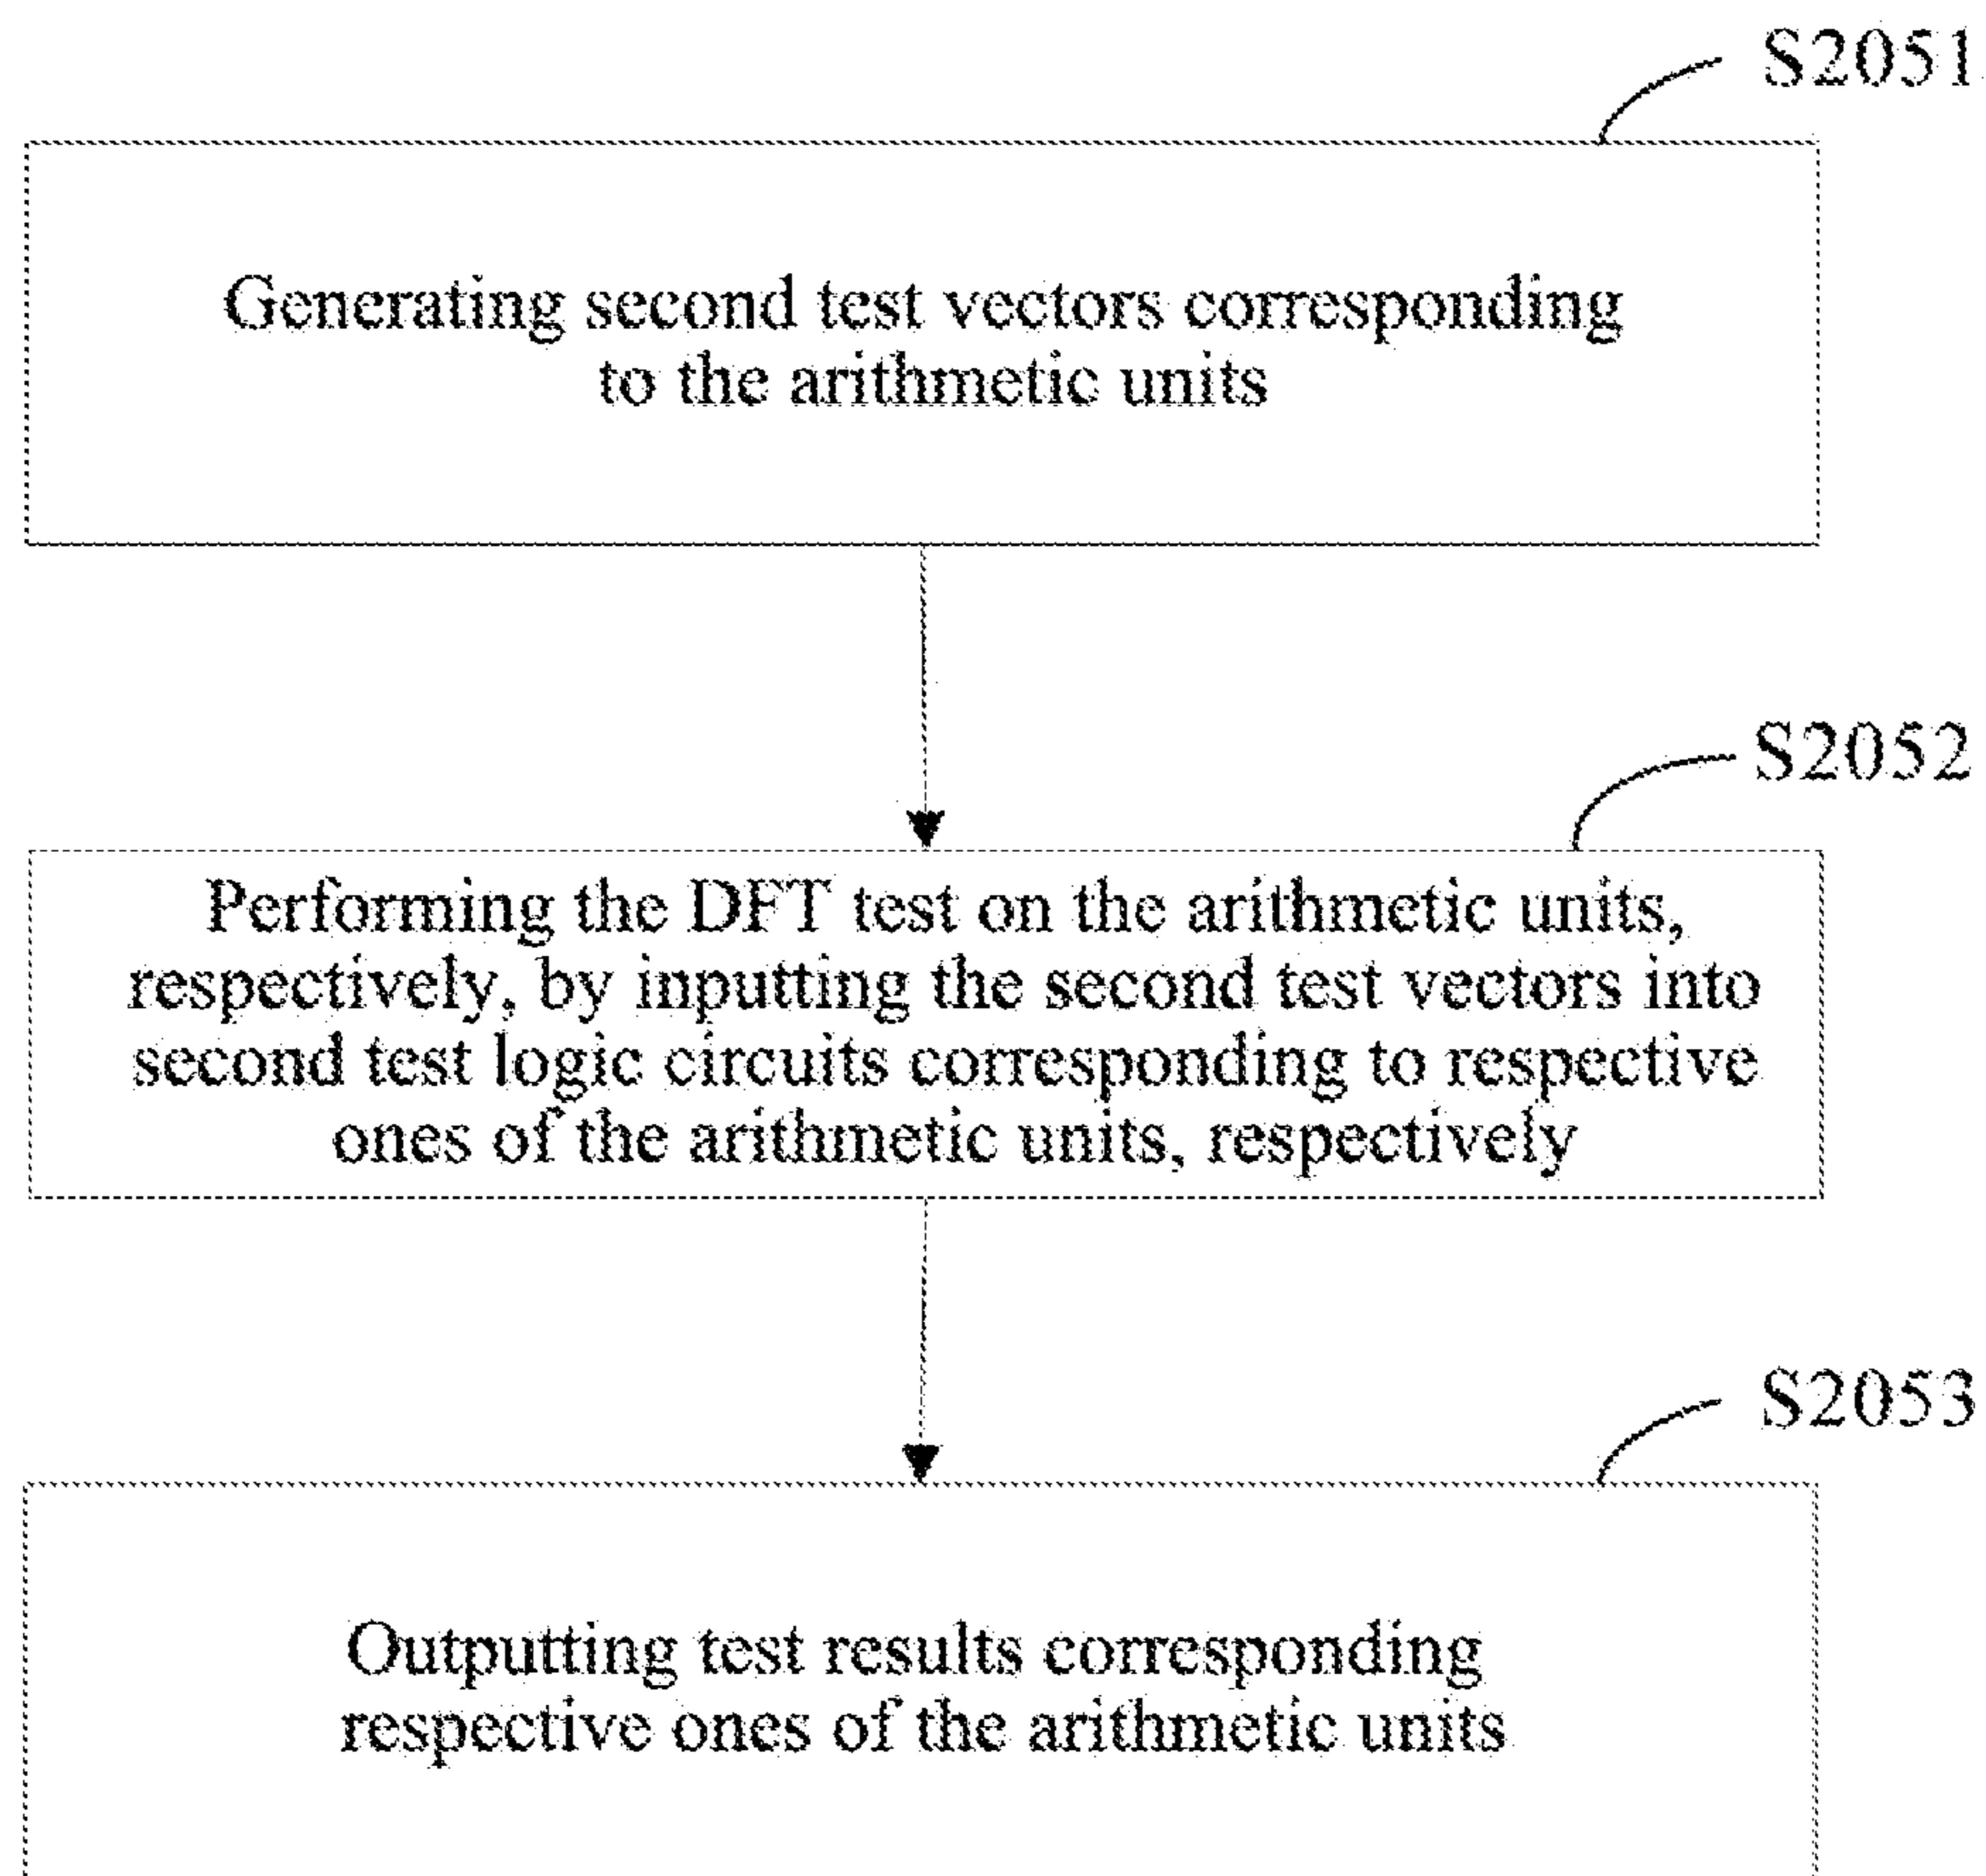 S2051
Generating second test vectors corresponding
to the arithmetic units
S2052
Performing the DFT test on the arithmetic units,
respectively, by inputting the second test vectors into
second test logic circuits corresponding to respective
ones of the arithmetic units, respectively
S2053
Outputting test results corresponding
respective ones of the arithmetic units